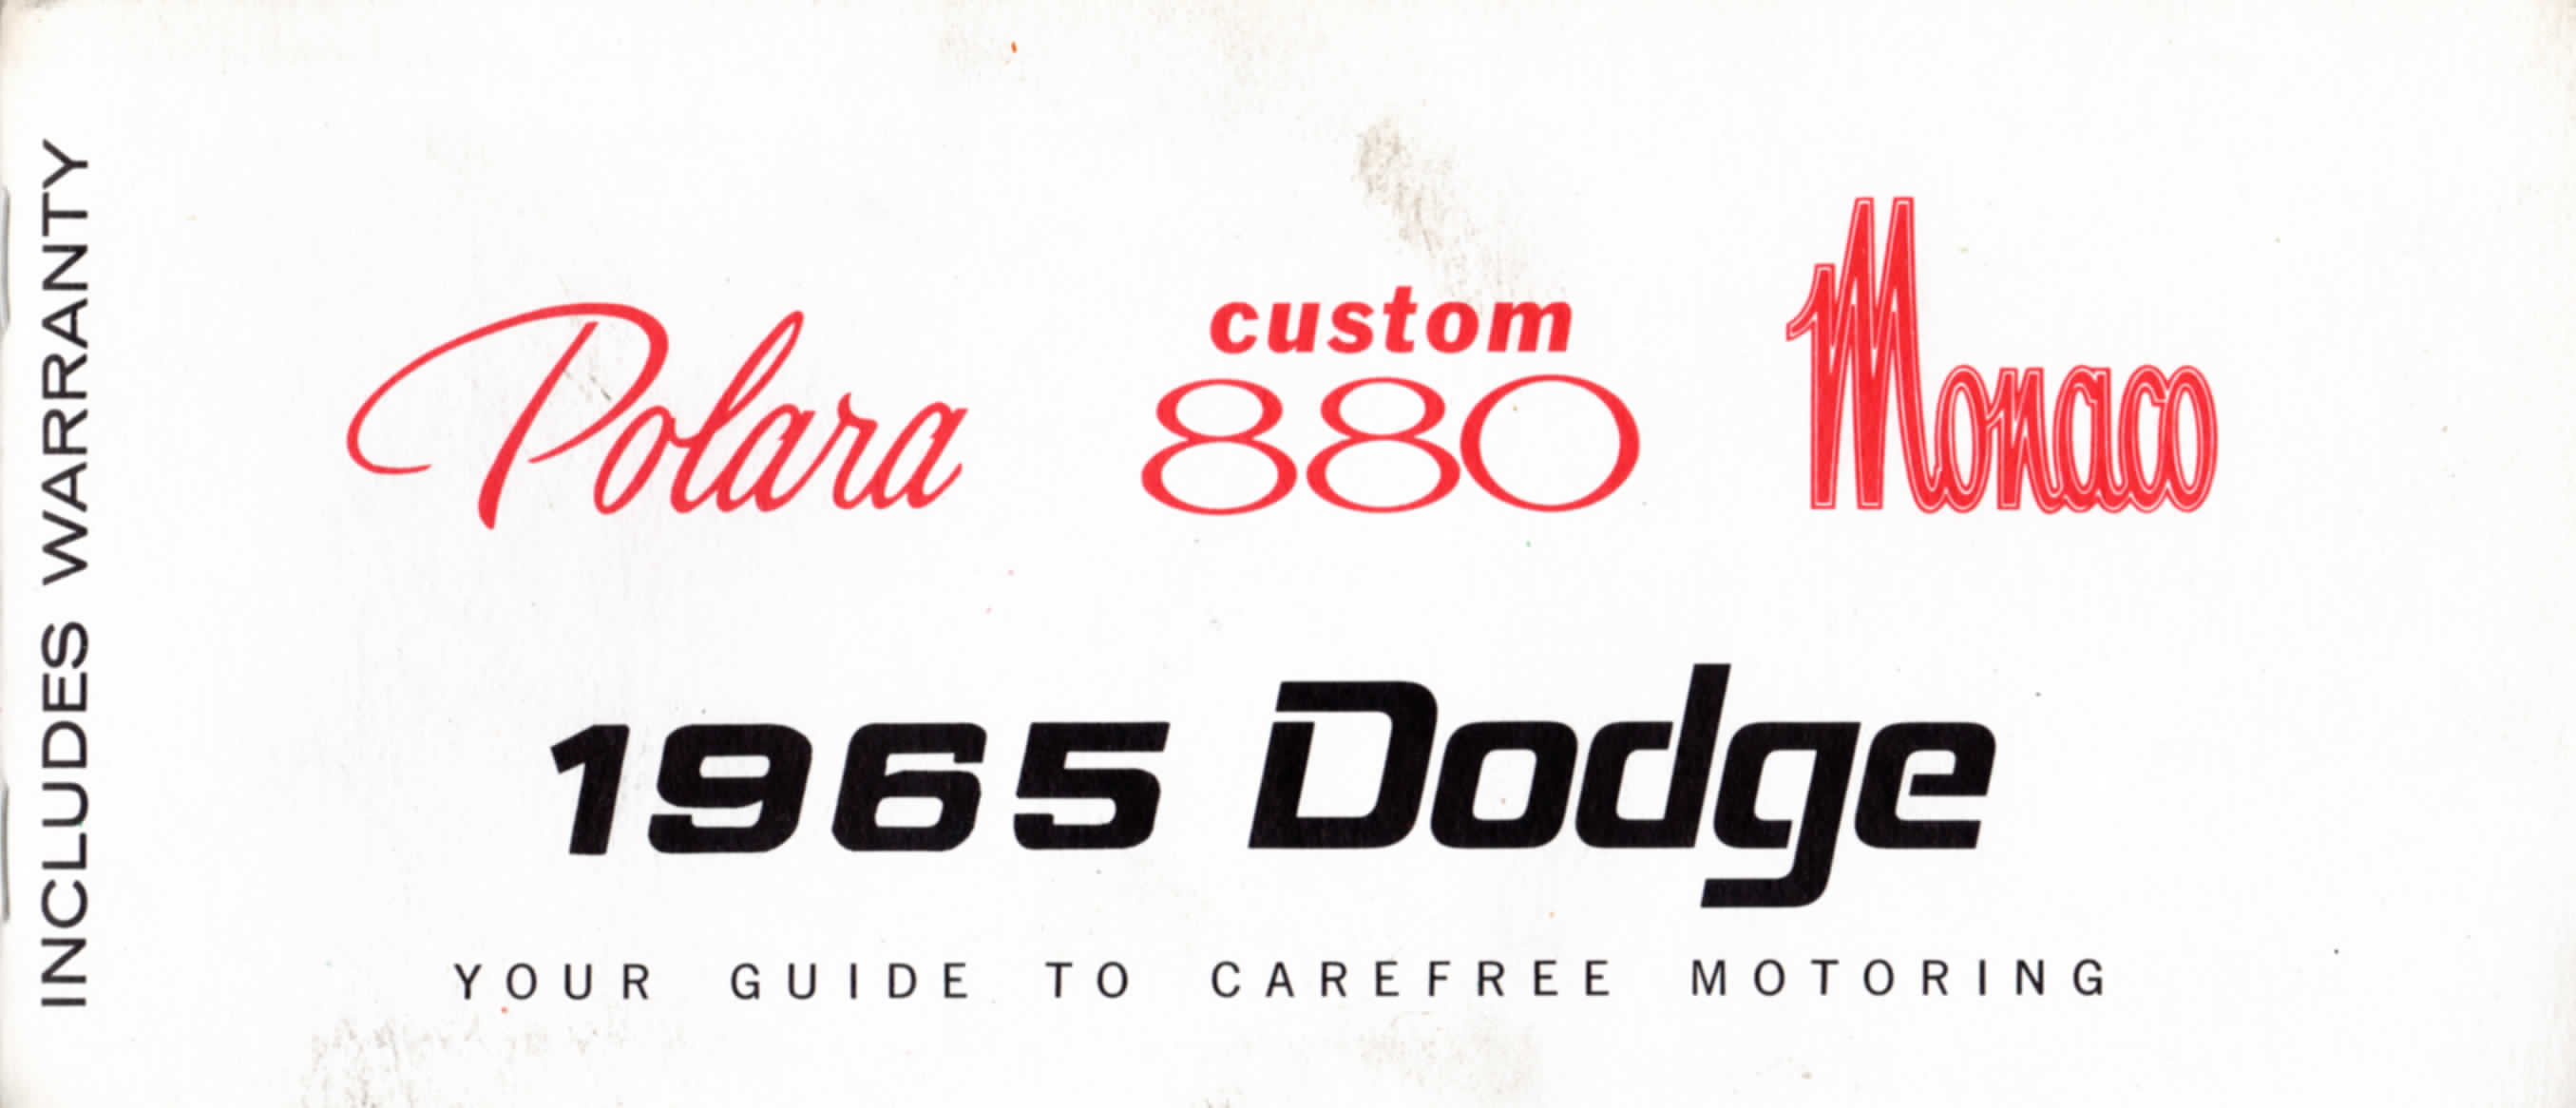 INCLUDES WARRANTY
Polara
custom
880
Monaco
1965 Dodge
YOUR GUIDE TO CAREFREE MOTORING